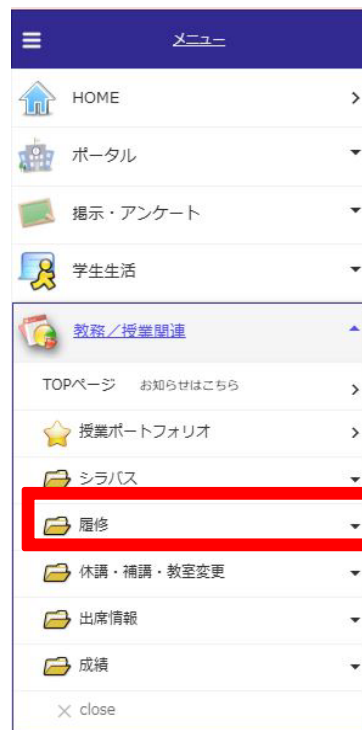 メニュー
HOME
ポータル
掲示・アンケート
学生生活
教務／授業関連
TOPページ お知らせはこちら
授業ポートフォリオ
シラバス
履修
休講・補講・教室変更
出席情報
成績
× close